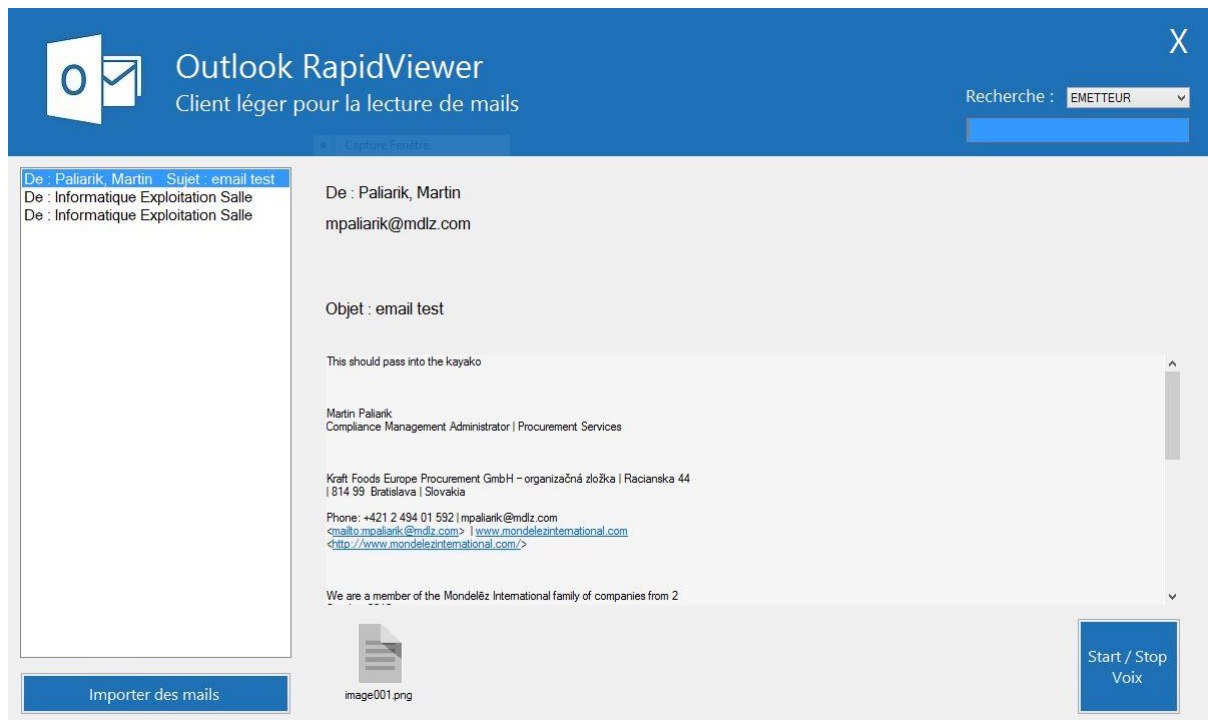 Outlook RapidViewer
Client léger pour la lecture de mails
X
Recherche : EMETTEUR
Capture Fenêtre
De : Paliarik, Martin Sujet : email test
De : Informatique Exploitation Salle
De : Informatique Exploitation Salle
De : Paliarik, Martin
mpaliarik@mdlz.com
Objet : email test
This should pass into the kayako
Martin Paliarik
Compliance Management Administrator | Procurement Services
Kraft Foods Europe Procurement GmbH – organizačná zložka | Racianska 44
| 814 99 Bratislava | Slovakia
Phone: +421 2 494 01 592 | mpaliarik@mdlz.com
<mailto:mpaliarik@mdlz.com> | www.mondelezinternational.com
<http://www.mondelezinternational.com/>
We are a member of the Mondelēz International family of companies from 2
image001.png
Importer des mails
Start / Stop
Voix